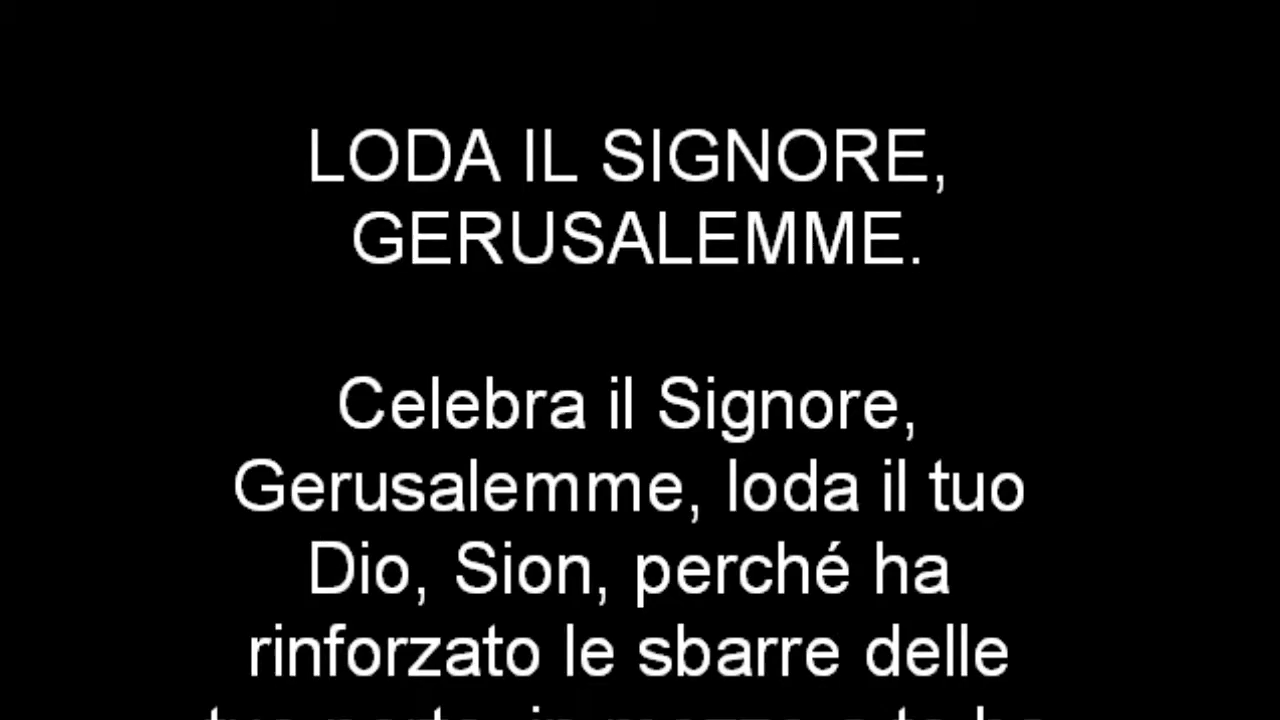 LODA IL SIGNORE,
GERUSALEMME.
Celebra il Signore,
Gerusalemme, loda il tuo
Dio, Sion, perché ha
rinforzato le sbarre delle